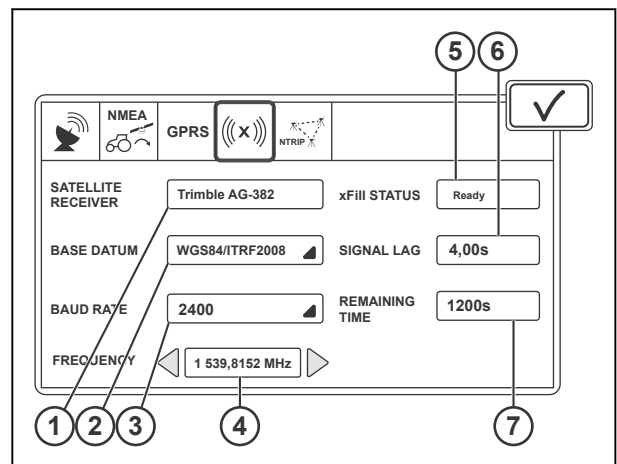 5 6
NMEA
GPRS
((x))
NTRIP
SATELLITE
RECEIVER
Trimble AG-382
xFill STATUS
Ready
BASE DATUM
WGS84/ITRF2008
SIGNAL LAG
4,00s
BAUD RATE
2400
REMAINING
TIME
1200s
FREQUENCY
1 539,8152 MHz
1 2 3 4 7